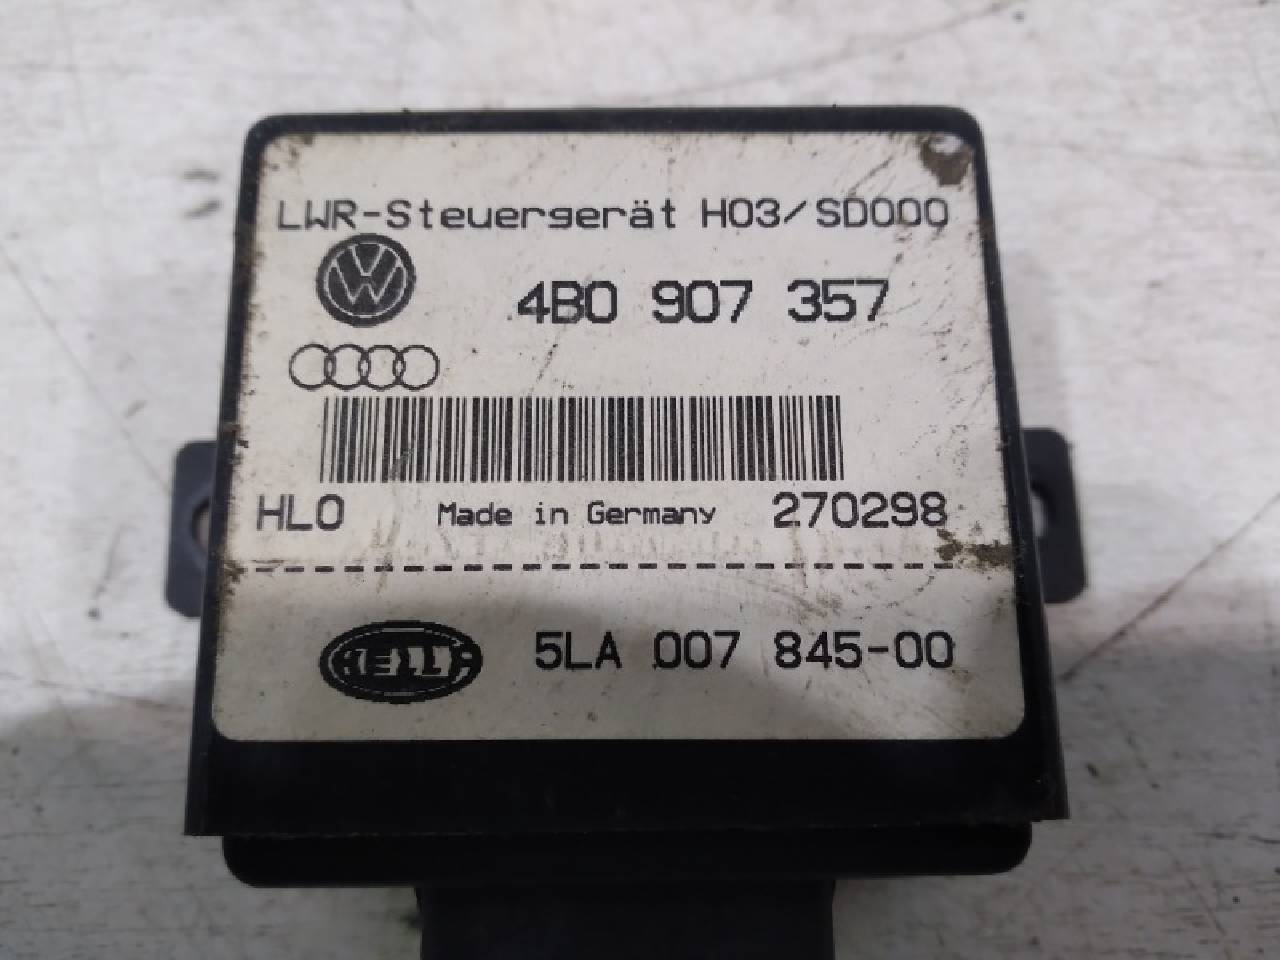 LWR-Steuergerät H03/SD000
4B0 907 357
HLO Made in Germany 270298
HELLA 5LA 007 845-00